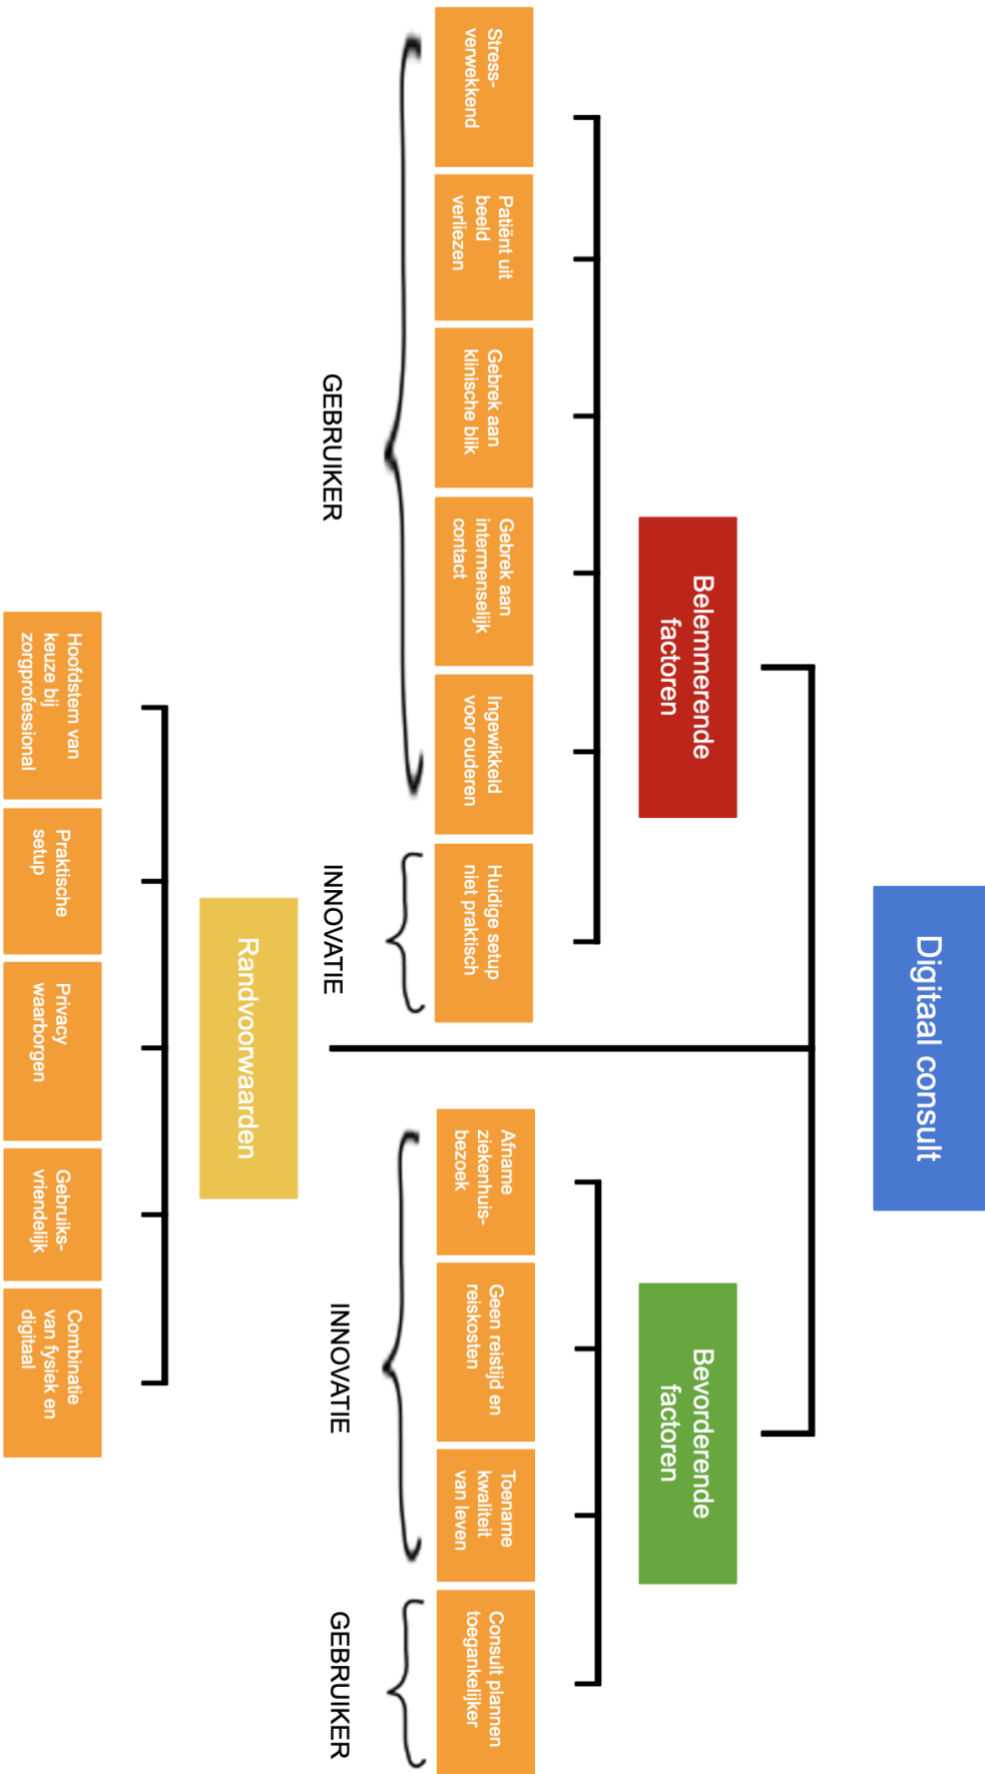 Digitaal consult
Belemmerende
factoren
Bevorderende
factoren
Stress-
verwekkend
Patiënt uit
beeld
verliezen
Gebrek aan
klinische blik
Gebrek aan
intermenselijk
contact
Ingewikkeld
voor ouderen
Huidige setup
niet praktisch
Afname
ziekenhuis-
bezoek
Geen reistijd en
reiskosten
Toename
kwaliteit
van leven
Consult plannen
toegankelijker
GEBRUIKER
INNOVATIE
INNOVATIE
GEBRUIKER
Randvoorwaarden
Hoofdstem van
keuze bij
zorgprofessional
Praktische
setup
Privacy
waarborgen
Gebruiks-
vriendelijk
Combinatie
van fysiek en
digitaal